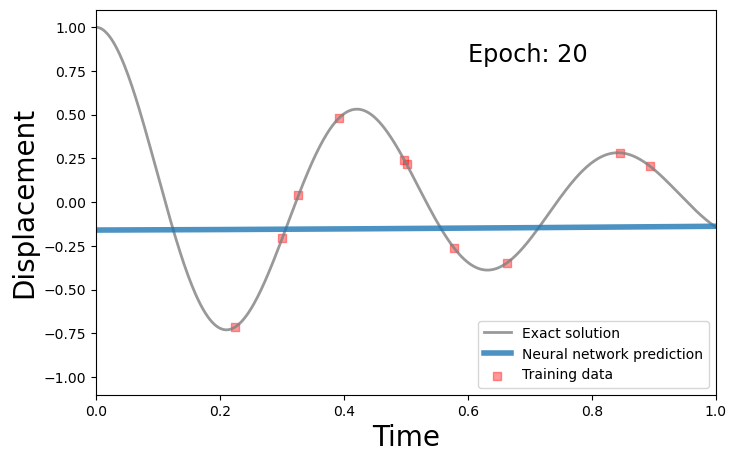 Epoch: 20
Displacement
1.00
0.75
0.50
0.25
0.00
−0.25
−0.50
−0.75
−1.00
Exact solution
Neural network prediction
Training data
0.0 0.2 0.4 0.6 0.8 1.0
Time